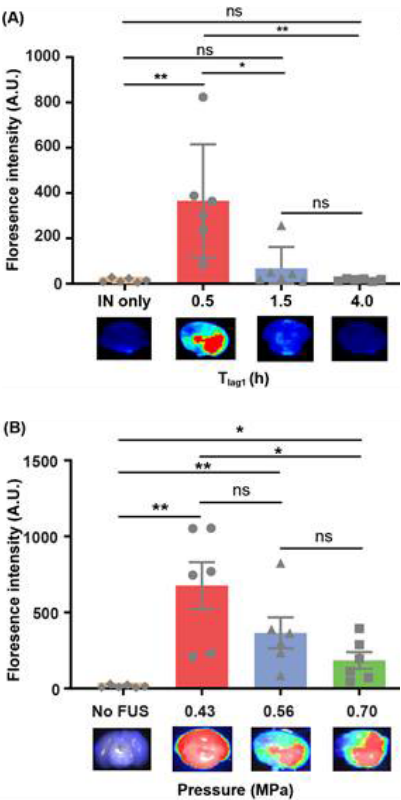 (A)
ns
**
ns
**
*
ns
Floresence intensity (A.U.)
1000
800
600
400
200
0
IN only 0.5 1.5 4.0
Tlag1 (h)
(B)
*
*
**
**
ns
ns
Floresence intensity (A.U.)
1500
1000
500
0
No FUS 0.43 0.56 0.70
Pressure (MPa)